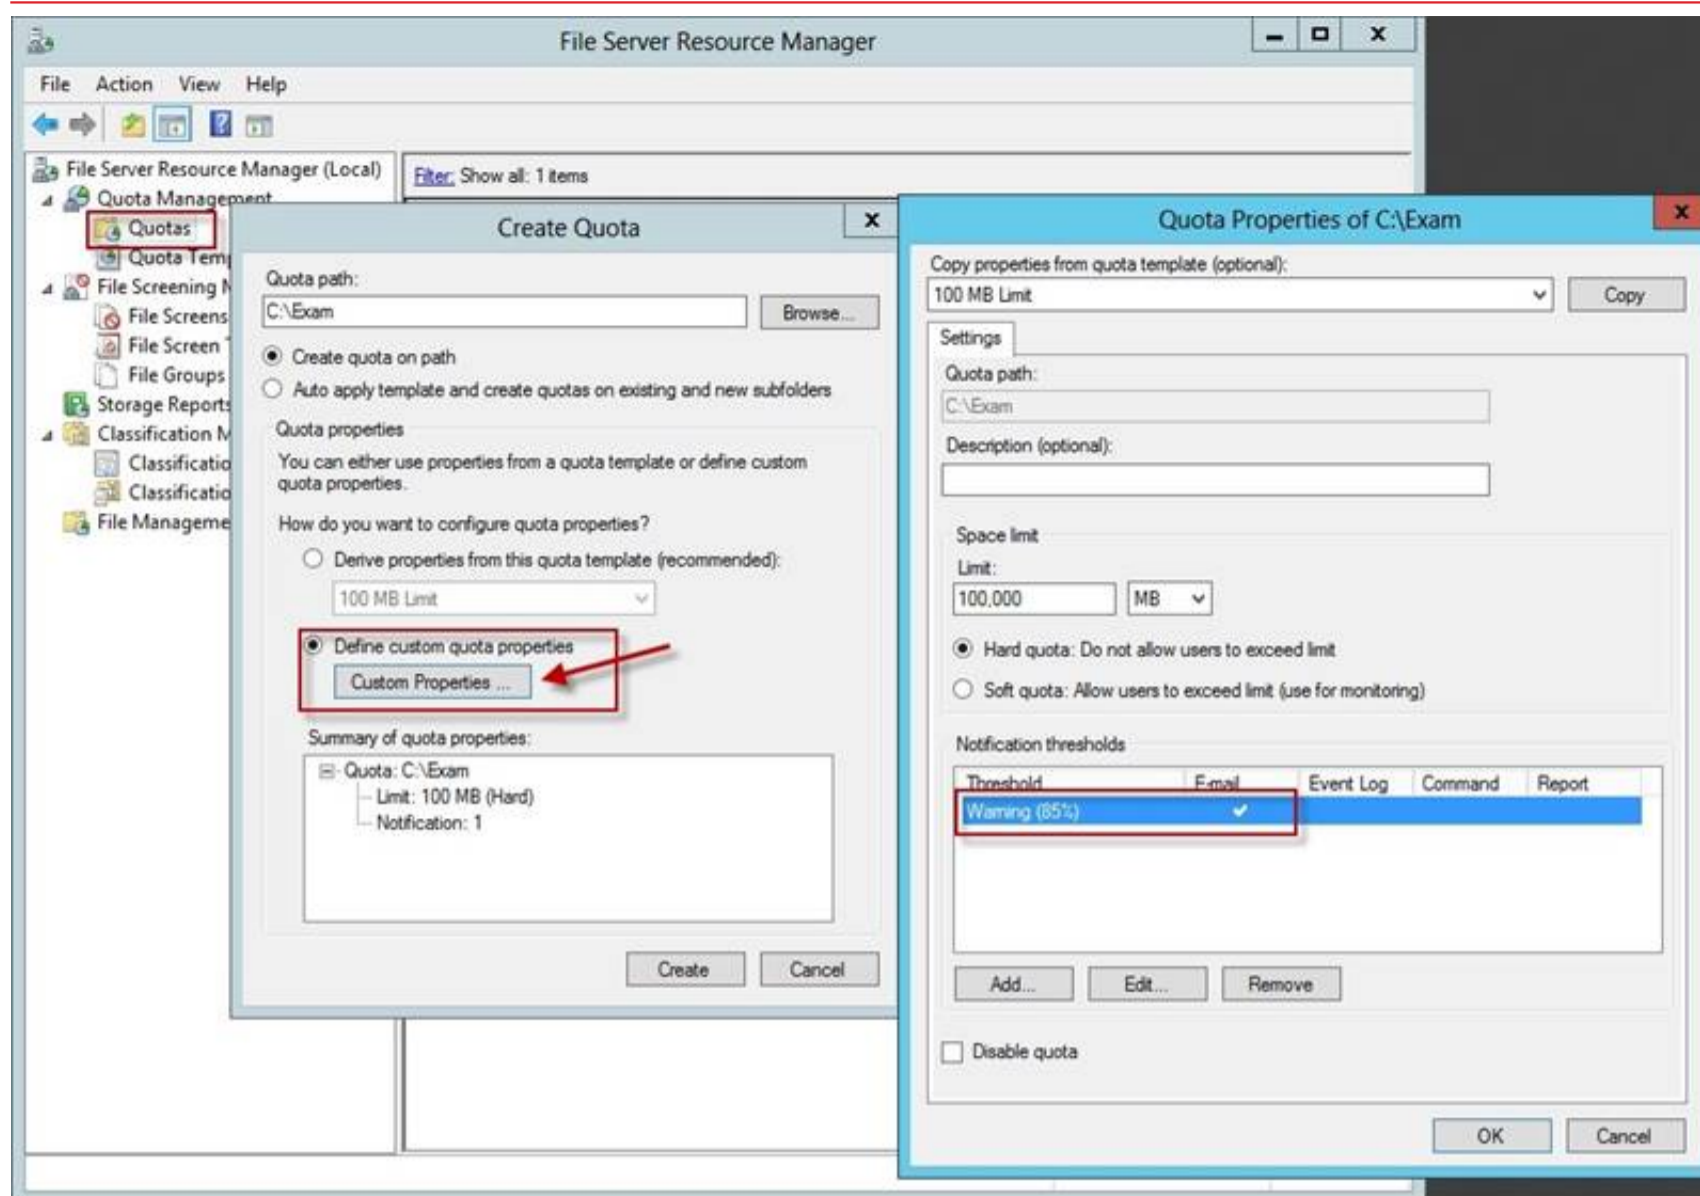 File Server Resource Manager
File Action View Help
File Server Resource Manager (Local)
Quota Management
Quotas
Quota Temp
File Screening M
File Screens
File Screen T
File Groups
Storage Reports
Classification M
Classificatio
Classificatio
File Manageme
Filter: Show all: 1 items
Create Quota
Quota path:
C:\Exam
Browse...
Create quota on path
Auto apply template and create quotas on existing and new subfolders
Quota properties
You can either use properties from a quota template or define custom
quota properties.
How do you want to configure quota properties?
Derive properties from this quota template (recommended):
100 MB Limit
Define custom quota properties
Custom Properties ...
Summary of quota properties:
Quota: C:\Exam
Limit: 100 MB (Hard)
Notification: 1
Create Cancel
Quota Properties of C:\Exam
Copy properties from quota template (optional):
100 MB Limit
Copy
Settings
Quota path:
C:\Exam
Description (optional):
Space limit
Limit:
100,000 MB
Hard quota: Do not allow users to exceed limit
Soft quota: Allow users to exceed limit (use for monitoring)
Notification thresholds
Threshold E-mail Event Log Command Report
Warning (85%)
Add... Edit... Remove
Disable quota
OK Cancel